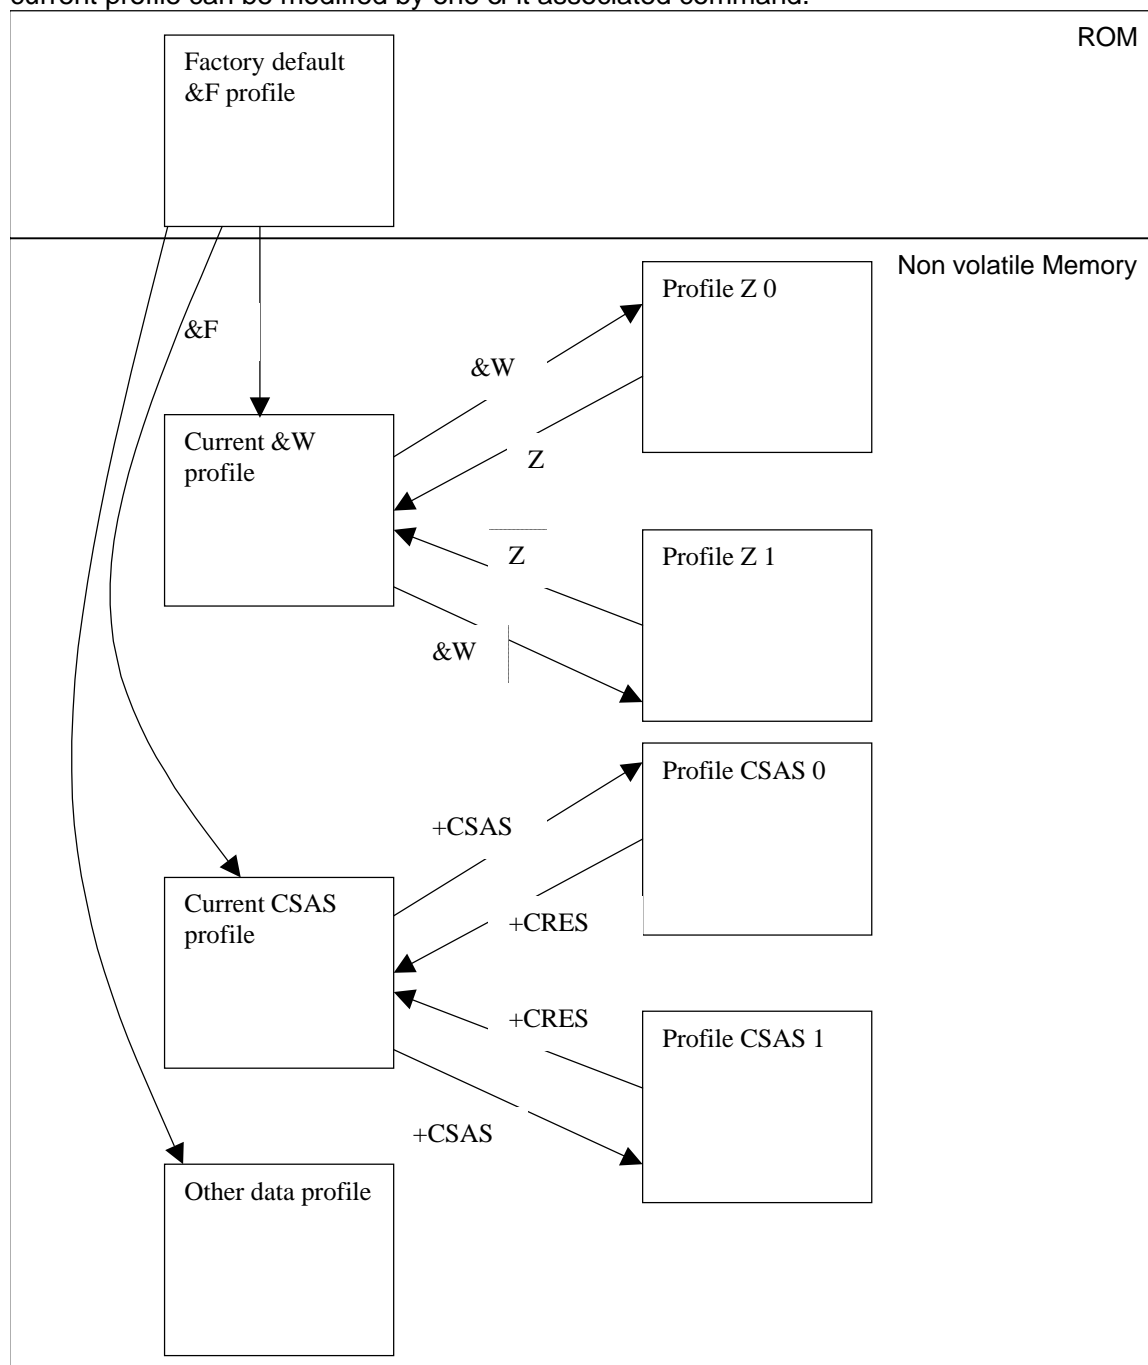 current profile can be modified by one of it associated command.
ROM
Factory default
&F profile
Non volatile Memory
Profile Z 0
&F
&W
Current &W
profile
Z
Z
Profile Z 1
&W
Profile CSAS 0
+CSAS
Current CSAS
profile
+CRES
+CRES
Profile CSAS 1
+CSAS
Other data profile